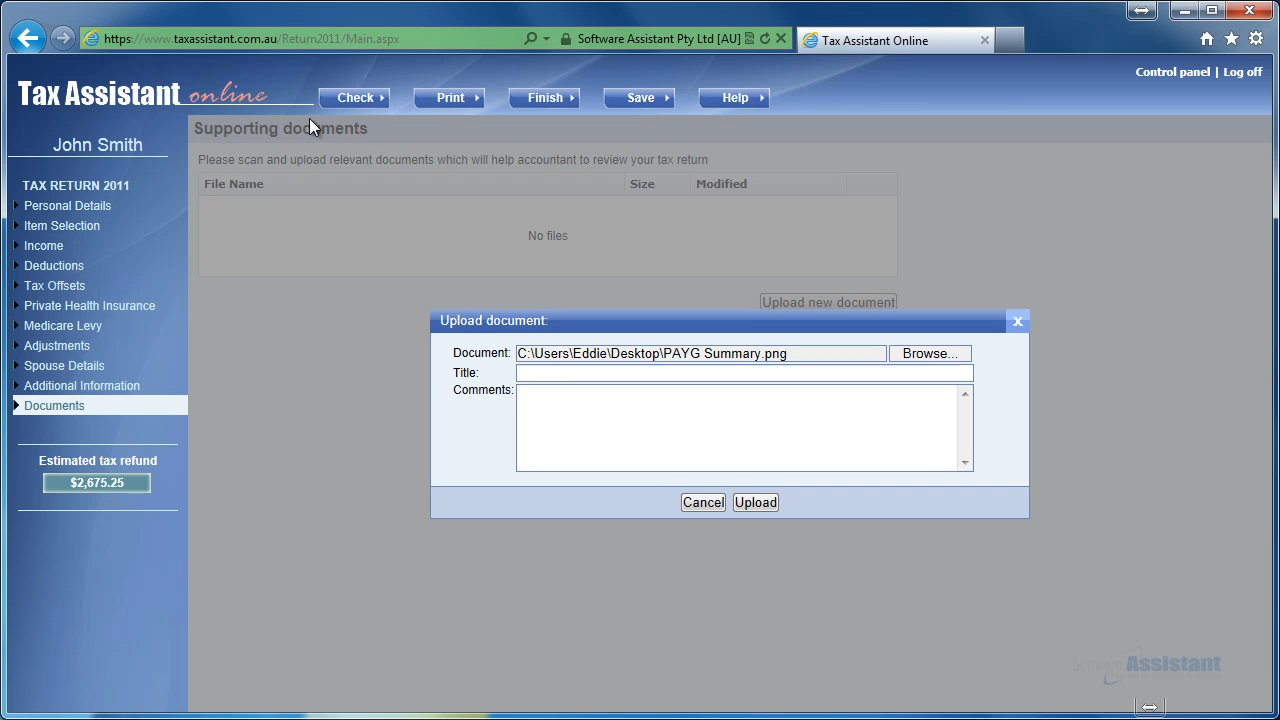 https://www.taxassistant.com.au/Return2011/Main.aspx
Software Assistant Pty Ltd [AU]
Tax Assistant Online
Control panel | Log off
Tax Assistant online
Check
Print
Finish
Save
Help
John Smith
TAX RETURN 2011
Personal Details
Item Selection
Income
Deductions
Tax Offsets
Private Health Insurance
Medicare Levy
Adjustments
Spouse Details
Additional Information
Documents
Estimated tax refund
$2,675.25
Supporting documents
Please scan and upload relevant documents which will help accountant to review your tax return
File Name Size Modified
No files
Upload new document
Upload document: x
Document: C:\Users\Eddie\Desktop\PAYG Summary.png Browse...
Title:
Comments:
Cancel Upload
Software Assistant